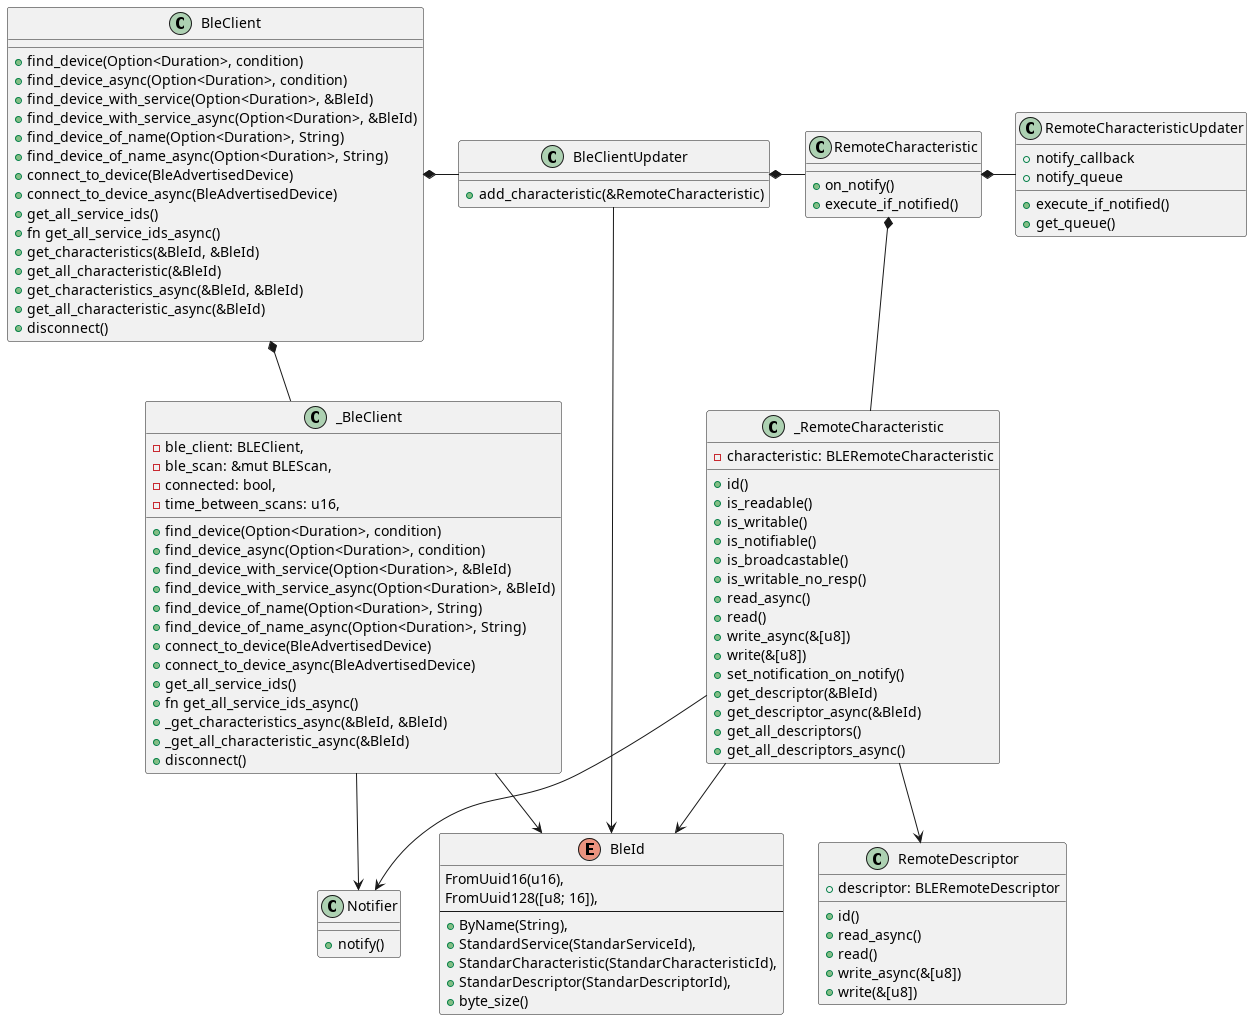 C BleClient
find_device(Option<Duration>, condition)
find_device_async(Option<Duration>, condition)
find_device_with_service(Option<Duration>, &BleId)
find_device_with_service_async(Option<Duration>, &BleId)
find_device_of_name(Option<Duration>, String)
find_device_of_name_async(Option<Duration>, String)
connect_to_device(BleAdvertisedDevice)
connect_to_device_async(BleAdvertisedDevice)
get_all_service_ids()
fn get_all_service_ids_async()
get_characteristics(&BleId, &BleId)
get_all_characteristic(&BleId)
get_characteristics_async(&BleId, &BleId)
get_all_characteristic_async(&BleId)
disconnect()
C BleClientUpdater
add_characteristic(&RemoteCharacteristic)
C RemoteCharacteristic
on_notify()
execute_if_notified()
C RemoteCharacteristicUpdater
notify_callback
notify_queue
execute_if_notified()
get_queue()
C _BleClient
ble_client: BLEClient,
ble_scan: &mut BLEScan,
connected: bool,
time_between_scans: u16,
find_device(Option<Duration>, condition)
find_device_async(Option<Duration>, condition)
find_device_with_service(Option<Duration>, &BleId)
find_device_with_service_async(Option<Duration>, &BleId)
find_device_of_name(Option<Duration>, String)
find_device_of_name_async(Option<Duration>, String)
connect_to_device(BleAdvertisedDevice)
connect_to_device_async(BleAdvertisedDevice)
get_all_service_ids()
fn get_all_service_ids_async()
_get_characteristics_async(&BleId, &BleId)
_get_all_characteristic_async(&BleId)
disconnect()
C _RemoteCharacteristic
characteristic: BLERemoteCharacteristic
id()
is_readable()
is_writable()
is_notifiable()
is_broadcastable()
is_writable_no_resp()
read_async()
read()
write_async(&[u8])
write(&[u8])
set_notification_on_notify()
get_descriptor(&BleId)
get_descriptor_async(&BleId)
get_all_descriptors()
get_all_descriptors_async()
C Notifier
notify()
E BleId
FromUuid16(u16),
FromUuid128([u8; 16]),
ByName(String),
StandardService(StandarServiceId),
StandarCharacteristic(StandarCharacteristicId),
StandarDescriptor(StandarDescriptorId),
byte_size()
C RemoteDescriptor
descriptor: BLERemoteDescriptor
id()
read_async()
read()
write_async(&[u8])
write(&[u8])